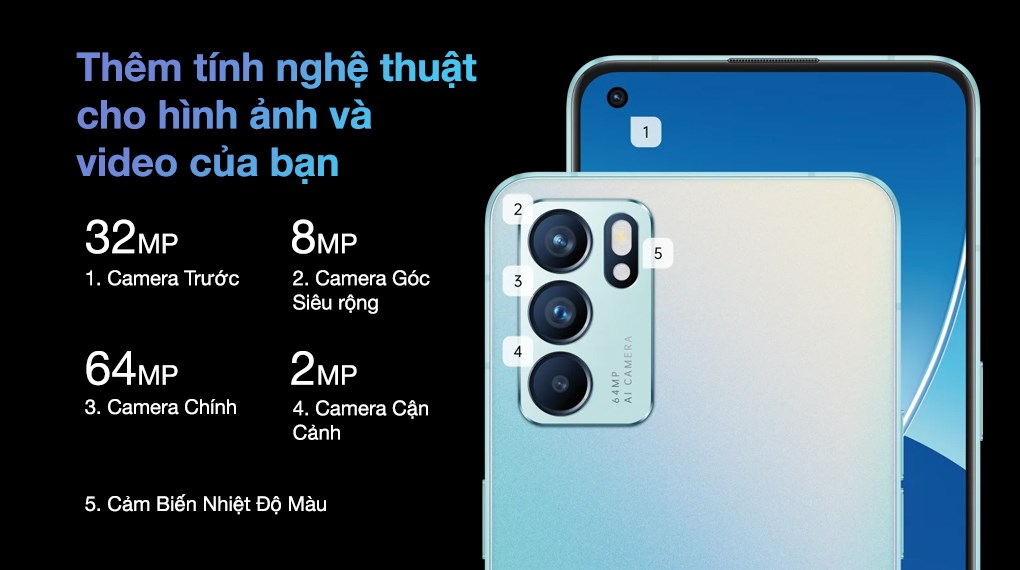 Thêm tính nghệ thuật
cho hình ảnh và
video của bạn
32MP
1. Camera Trước
8MP
2. Camera Góc
Siêu rộng
64MP
3. Camera Chính
2MP
4. Camera Cận
Cảnh
5. Cảm Biến Nhiệt Độ Màu
1
2
3
4
5
64MP
AI CAMERA